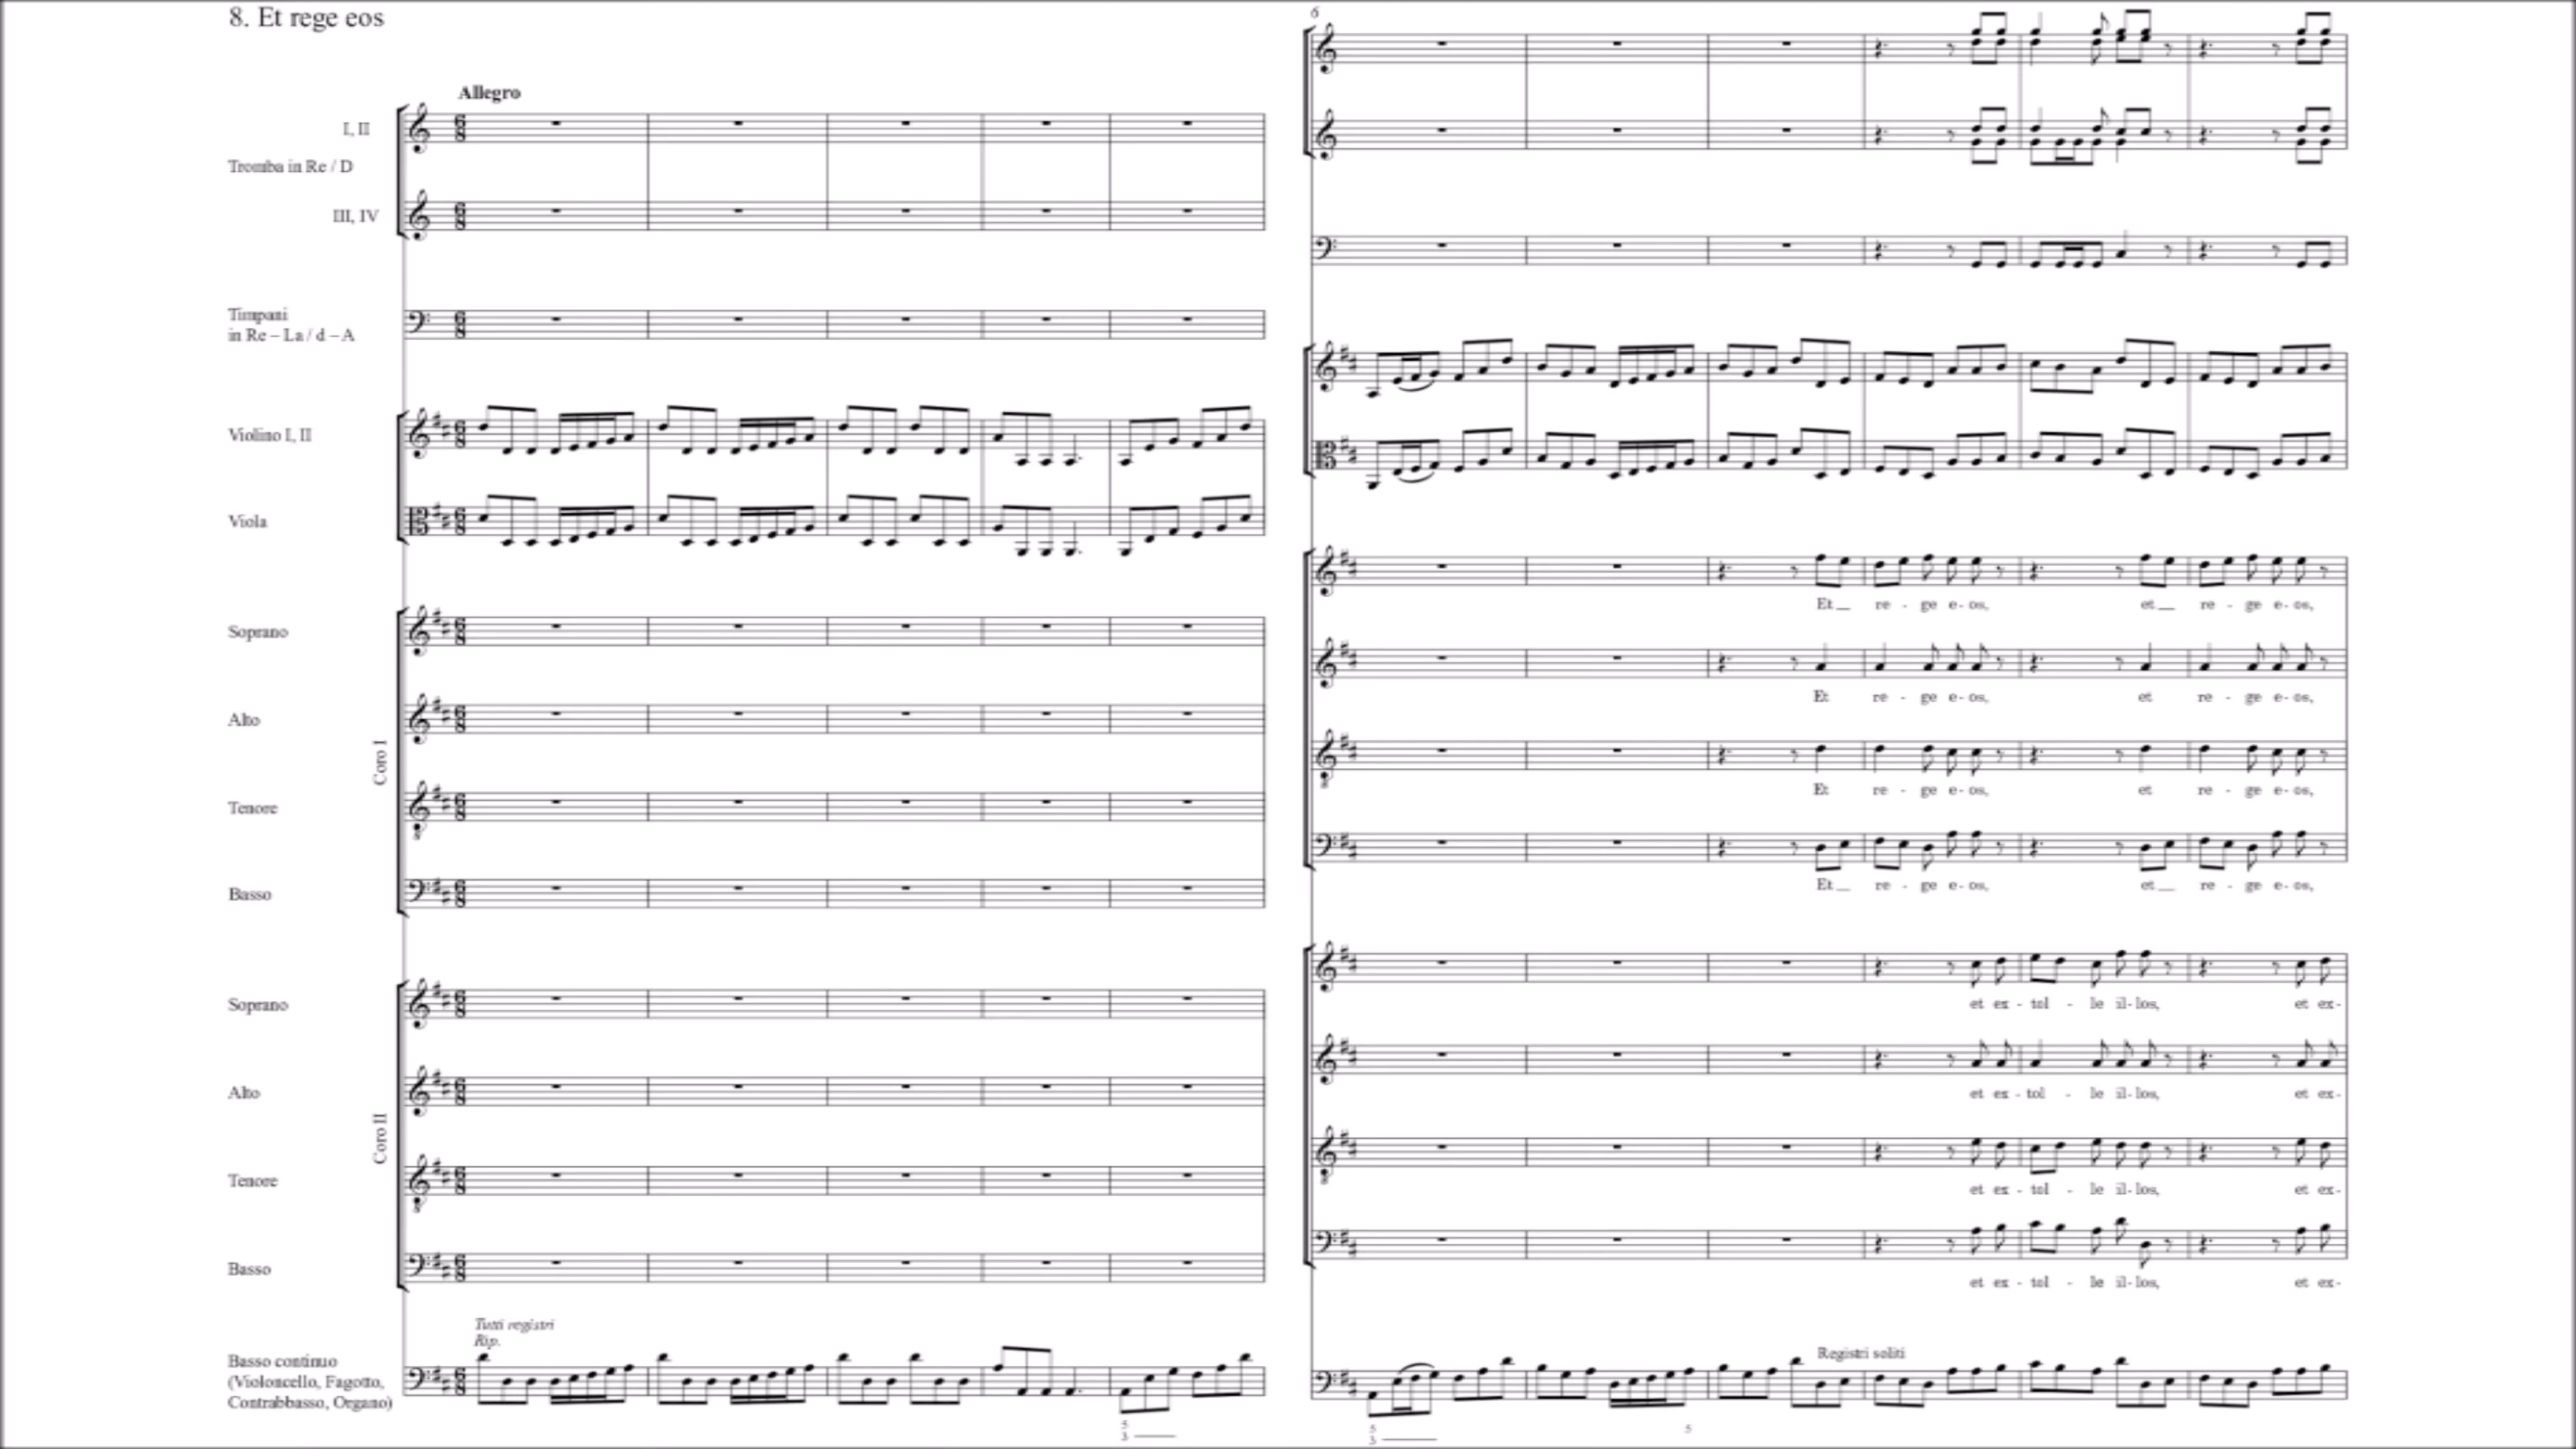 8. Et rege eos
Allegro
I, II
Tromba in Re / D
III, IV
Timpani
in Re – La / d – A
Violino I, II
Viola
Soprano
Alto
Coro I
Tenore
Basso
Soprano
Alto
Coro II
Tenore
Basso
Tutti registri
Rip.
Basso continuo
(Violoncello, Fagotto,
Contrabbasso, Organo)
5
3
6
Et re - ge e - os, et re - ge e - os,
Et re - ge e - os, et re - ge e - os,
Et re - ge e - os, et re - ge e - os,
Et re - ge e - os, et re - ge e - os,
et ex - tol - le il - los, et ex -
et ex - tol - le il - los, et ex -
et ex - tol - le il - los, et ex -
et ex - tol - le il - los, et ex -
Registri soliti
5 5
3